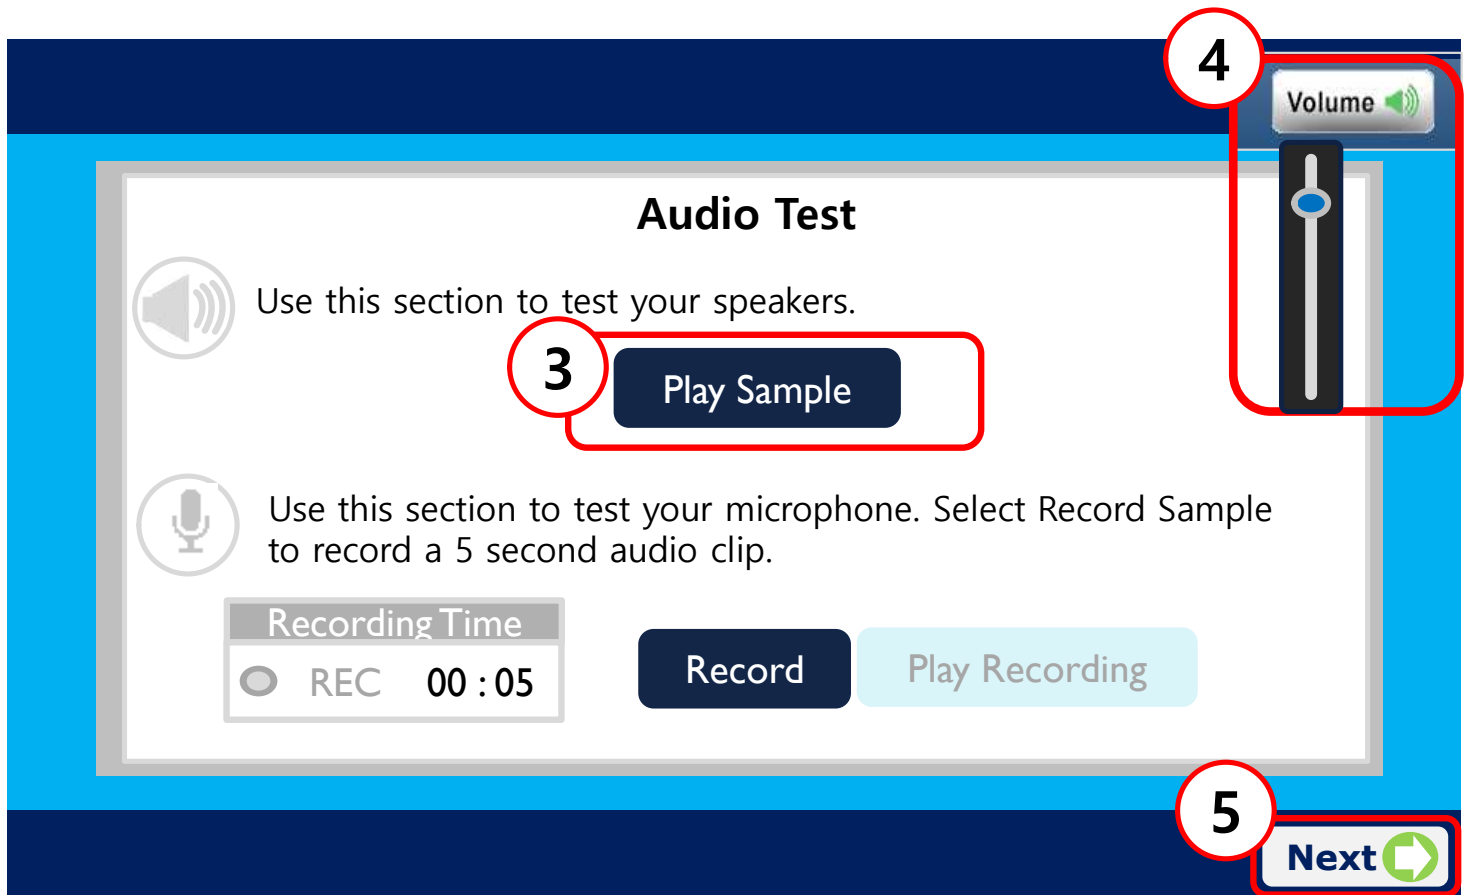 4
Volume
Audio Test
Use this section to test your speakers.
3
Play Sample
Use this section to test your microphone. Select Record Sample
to record a 5 second audio clip.
Recording Time
REC 00 : 05
Record
Play Recording
5
Next